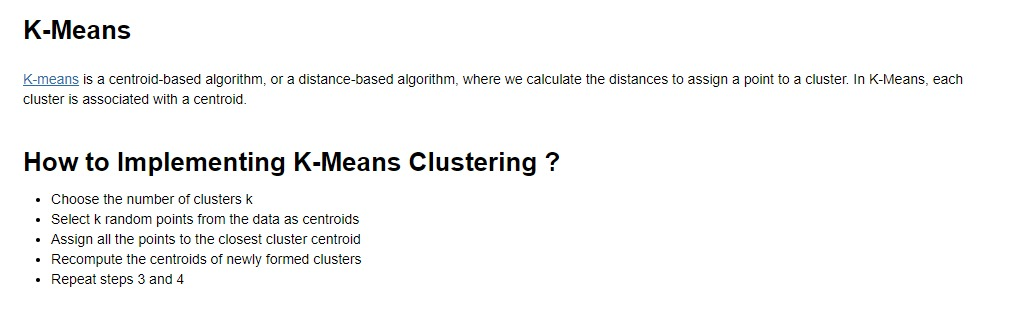 K-Means
K-means is a centroid-based algorithm, or a distance-based algorithm, where we calculate the distances to assign a point to a cluster. In K-Means, each
cluster is associated with a centroid.
How to Implementing K-Means Clustering ?
• Choose the number of clusters k
• Select k random points from the data as centroids
• Assign all the points to the closest cluster centroid
• Recompute the centroids of newly formed clusters
• Repeat steps 3 and 4